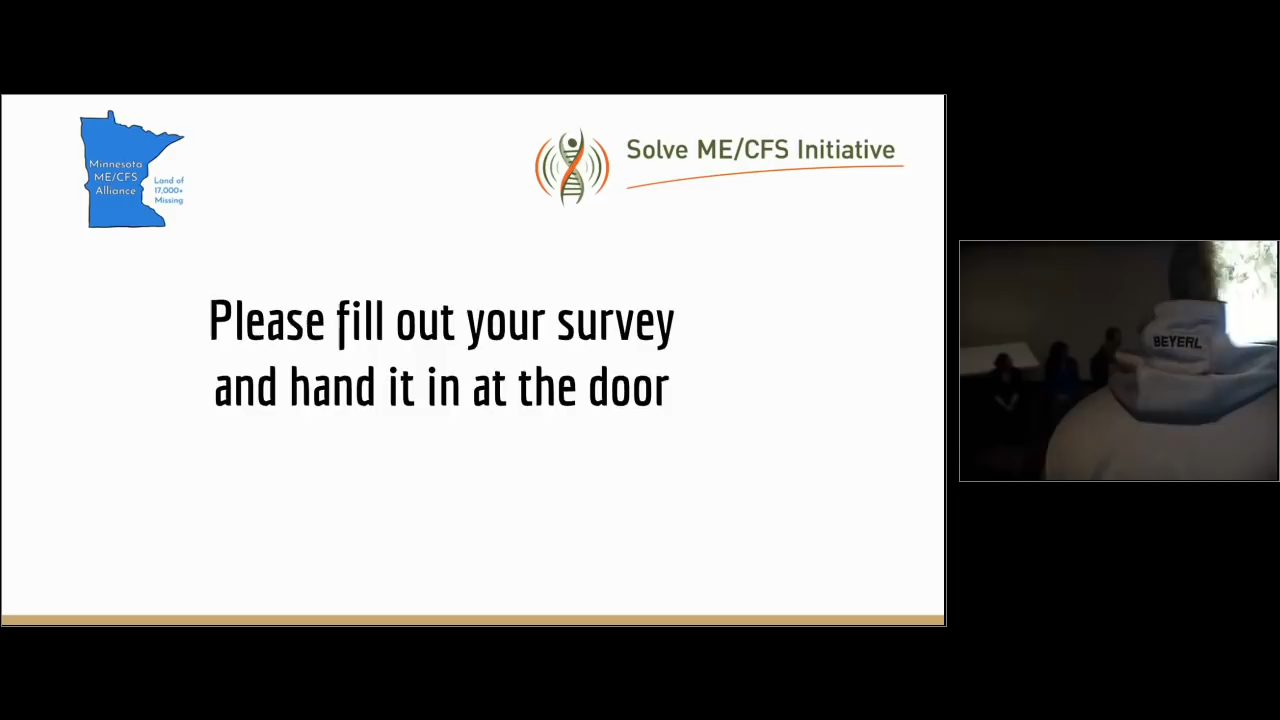 Minnesota
ME/CFS
Alliance
Land of
17,000+
Missing
Solve ME/CFS Initiative
Please fill out your survey
and hand it in at the door
BEYERL